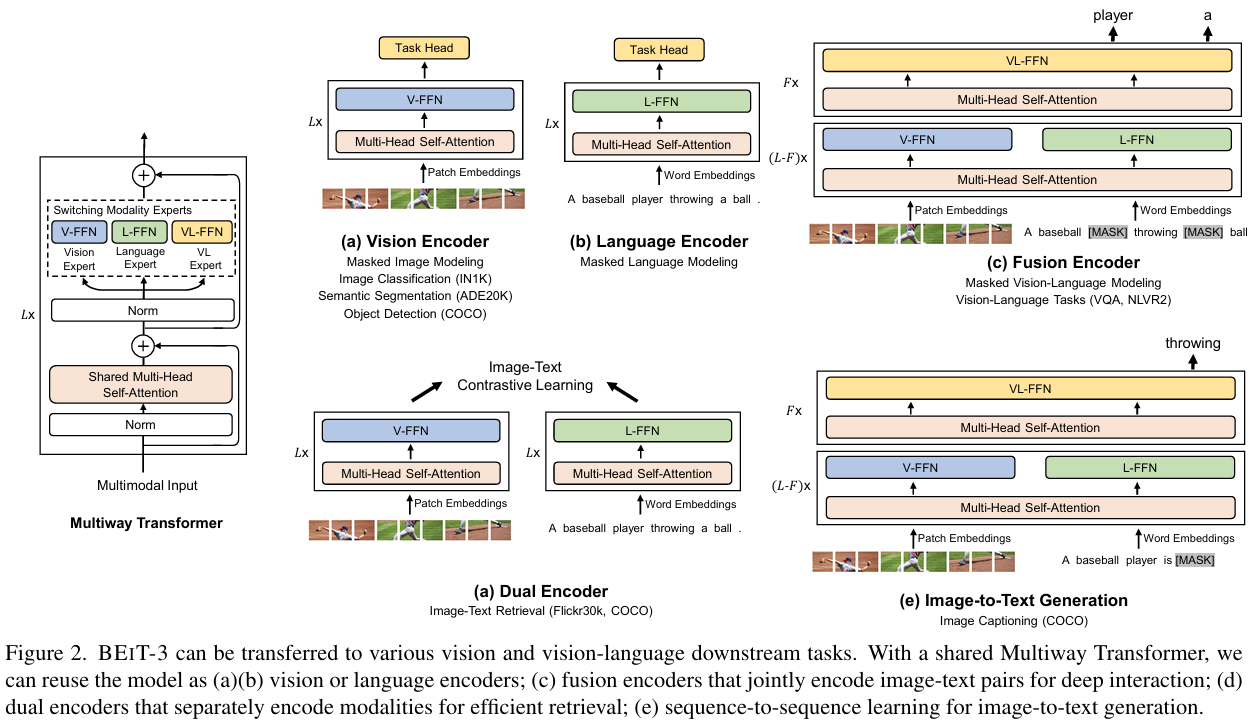 Multiway Transformer
Multimodal Input
Norm
Shared Multi-Head
Self-Attention
+
Norm
Lx
Switching Modality Experts
V-FFN
L-FFN
VL-FFN
Vision
Expert
Language
Expert
VL
Expert
+
Task Head
V-FFN
Lx
Multi-Head Self-Attention
Patch Embeddings
(a) Vision Encoder
Masked Image Modeling
Image Classification (IN1K)
Semantic Segmentation (ADE20K)
Object Detection (COCO)
Task Head
L-FFN
Lx
Multi-Head Self-Attention
Word Embeddings
A baseball player throwing a ball .
(b) Language Encoder
Masked Language Modeling
player
a
VL-FFN
Fx
Multi-Head Self-Attention
V-FFN
L-FFN
(L-F)x
Multi-Head Self-Attention
Patch Embeddings
Word Embeddings
A baseball [MASK] throwing [MASK] ball
(c) Fusion Encoder
Masked Vision-Language Modeling
Vision-Language Tasks (VQA, NLVR2)
Image-Text
Contrastive Learning
V-FFN
Lx
Multi-Head Self-Attention
Patch Embeddings
L-FFN
Lx
Multi-Head Self-Attention
Word Embeddings
A baseball player throwing a ball .
(a) Dual Encoder
Image-Text Retrieval (Flickr30k, COCO)
throwing
VL-FFN
Fx
Multi-Head Self-Attention
V-FFN
L-FFN
(L-F)x
Multi-Head Self-Attention
Patch Embeddings
Word Embeddings
A baseball player is [MASK]
(e) Image-to-Text Generation
Image Captioning (COCO)
Figure 2. BEIT-3 can be transferred to various vision and vision-language downstream tasks. With a shared Multiway Transformer, we
can reuse the model as (a)(b) vision or language encoders; (c) fusion encoders that jointly encode image-text pairs for deep interaction; (d)
dual encoders that separately encode modalities for efficient retrieval; (e) sequence-to-sequence learning for image-to-text generation.